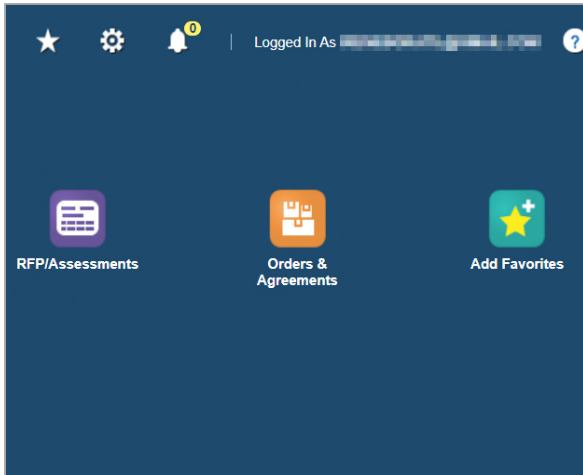 0
Logged In As
?
RFP/Assessments
Orders &
Agreements
Add Favorites